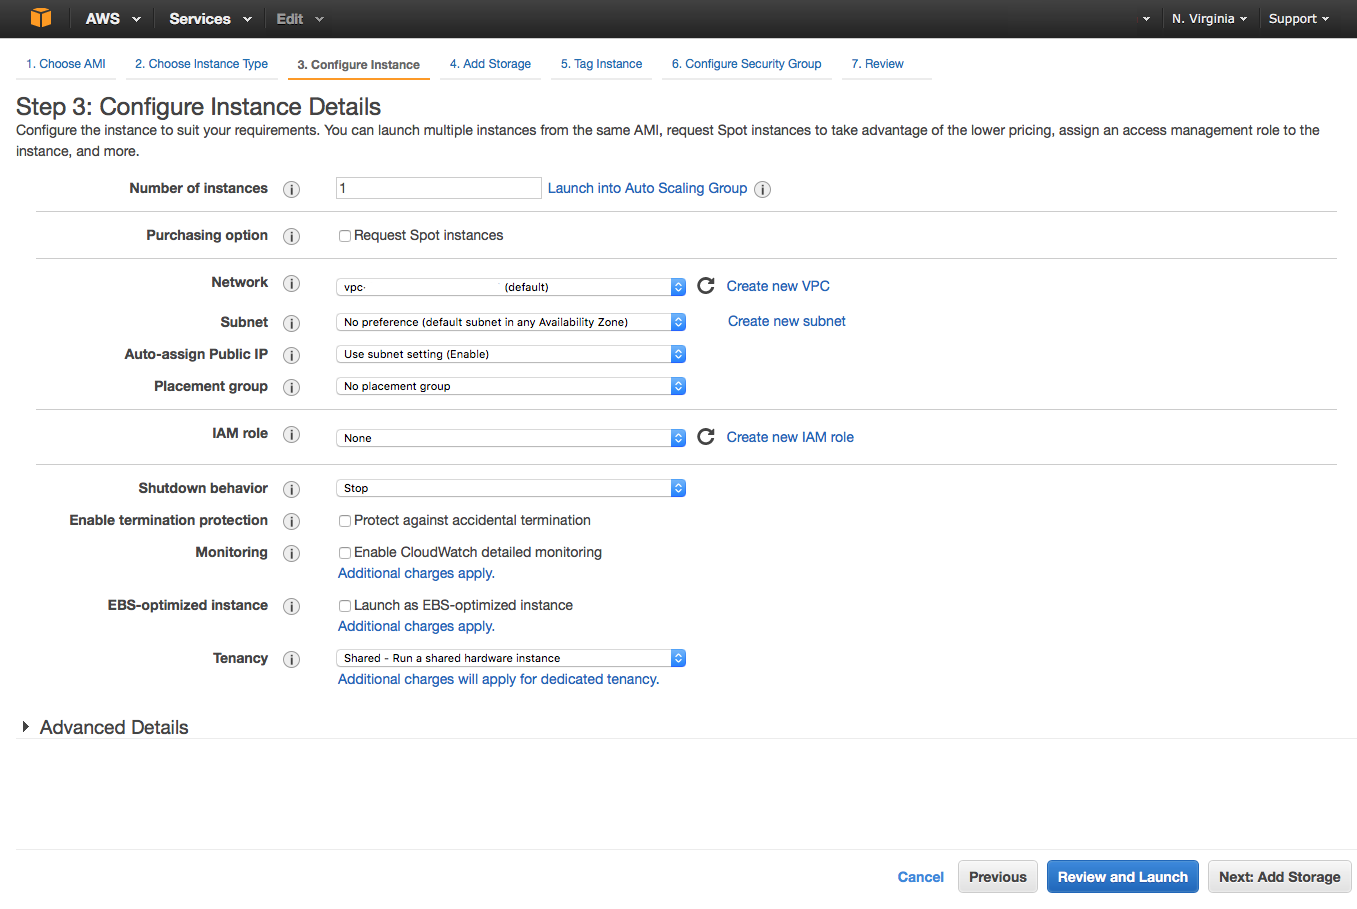 AWS Services Edit N. Virginia Support
1. Choose AMI 2. Choose Instance Type 3. Configure Instance 4. Add Storage 5. Tag Instance 6. Configure Security Group 7. Review
Step 3: Configure Instance Details
Configure the instance to suit your requirements. You can launch multiple instances from the same AMI, request Spot instances to take advantage of the lower pricing, assign an access management role to the
instance, and more.
Number of instances i 1 Launch into Auto Scaling Group i
Purchasing option i Request Spot instances
Network i vpc- (default) Create new VPC
Subnet i No preference (default subnet in any Availability Zone) Create new subnet
Auto-assign Public IP i Use subnet setting (Enable)
Placement group i No placement group
IAM role i None Create new IAM role
Shutdown behavior i Stop
Enable termination protection i Protect against accidental termination
Monitoring i Enable CloudWatch detailed monitoring
Additional charges apply.
EBS-optimized instance i Launch as EBS-optimized instance
Additional charges apply.
Tenancy i Shared - Run a shared hardware instance
Additional charges will apply for dedicated tenancy.
Advanced Details
Cancel Previous Review and Launch Next: Add Storage